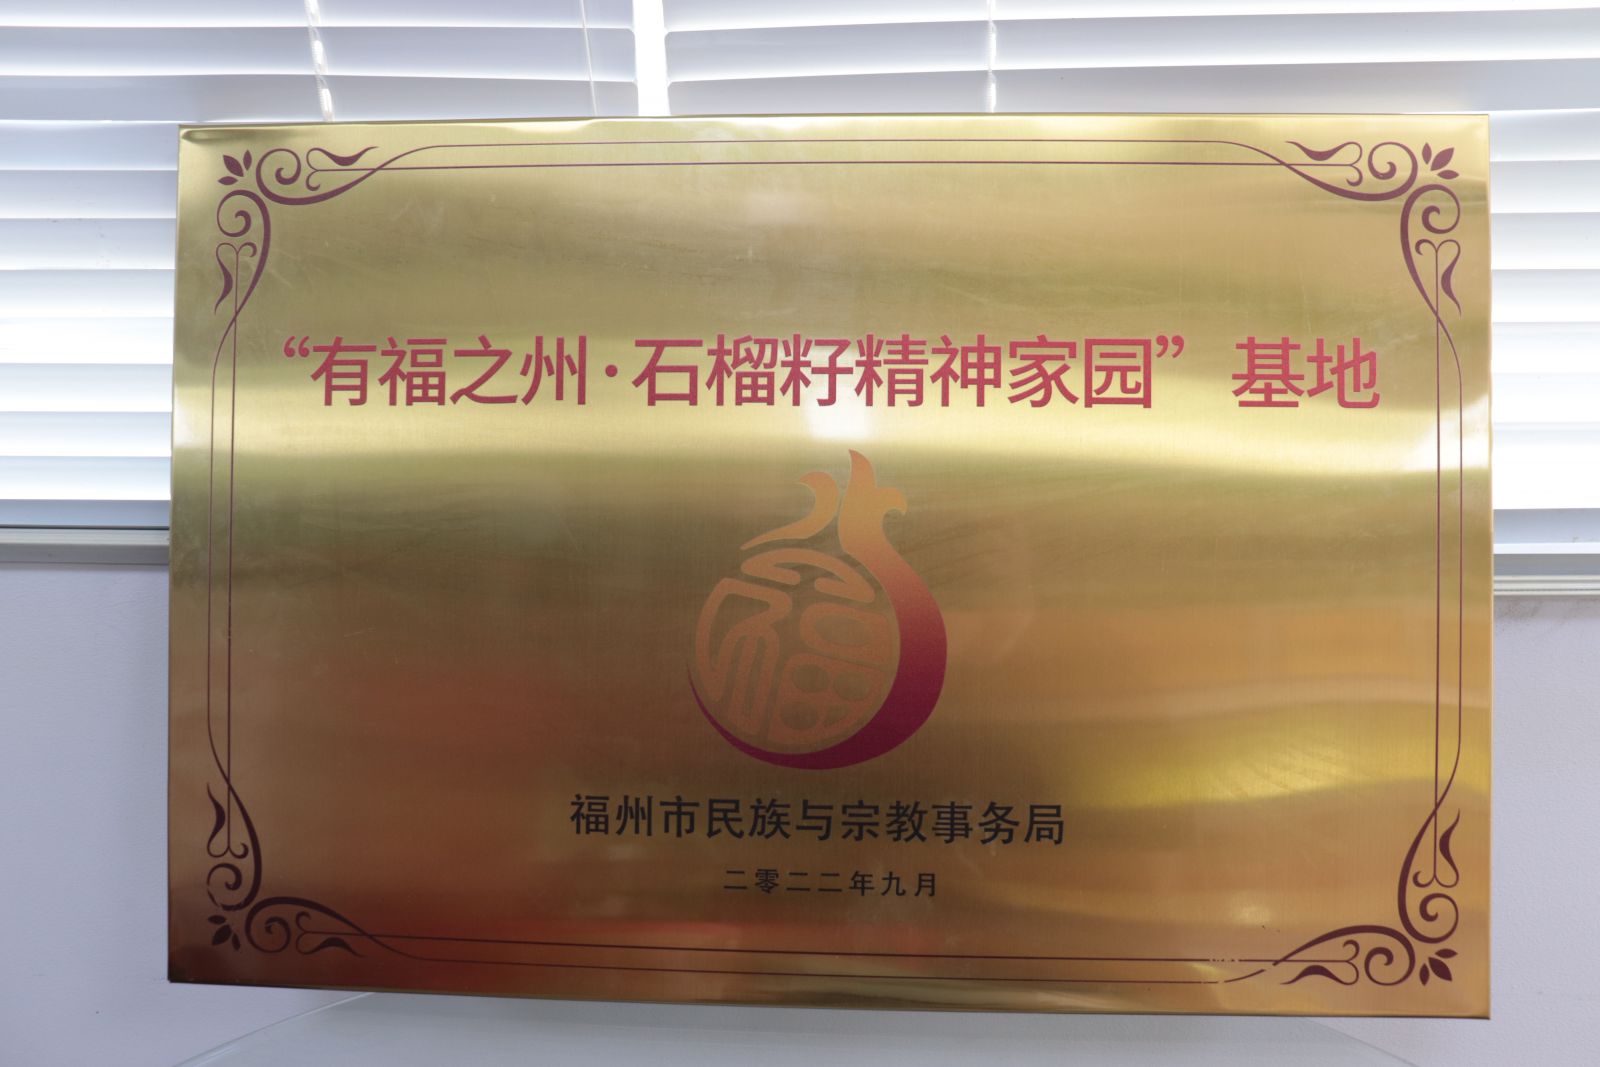 “有福之州·石榴籽精神家园”基地
福
福州市民族与宗教事务局
二零二二年九月